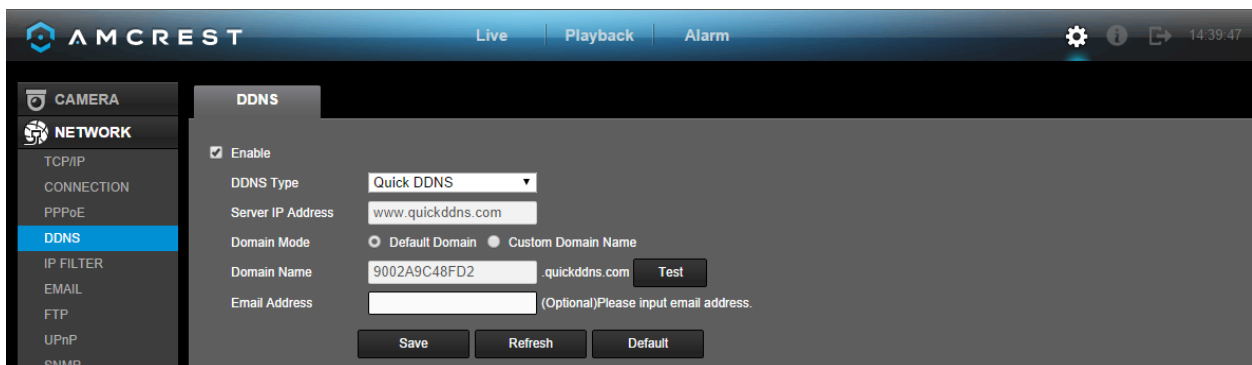 AMCREST Live Playback Alarm 14:39:47
CAMERA DDNS
NETWORK
TCP/IP Enable
CONNECTION DDNS Type Quick DDNS
PPPoE Server IP Address www.quickddns.com
DDNS Domain Mode Default Domain Custom Domain Name
IP FILTER Domain Name 9002A9C48FD2 .quickddns.com Test
EMAIL Email Address (Optional)Please input email address.
FTP
UPnP Save Refresh Default
SNMP